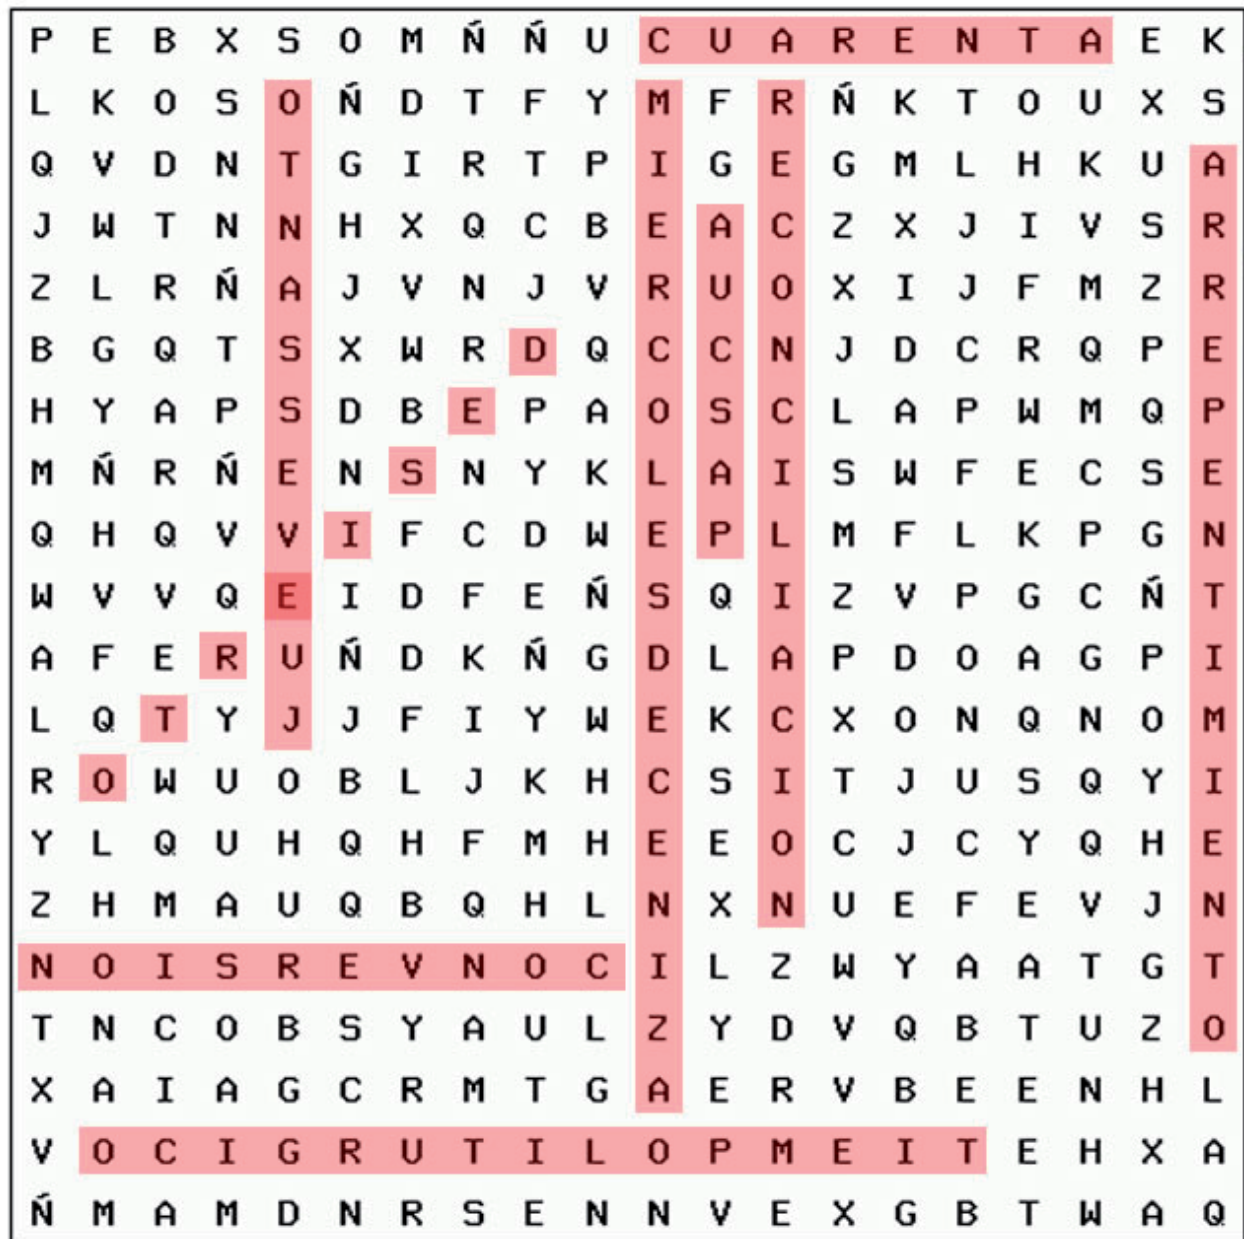 P E B X S O M Ñ Ñ U C U A R E N T A E K
L K O S O Ñ D T F Y M F R Ñ K T O U X S
Q V D N T G I R T P I G E G M L H K U A
J W T N N H X Q C B E A C Z X J I V S R
Z L R Ñ A J V N J V R U O X I J F M Z R
B G Q T S X W R D Q C C N J D C R Q P E
H Y A P S D B E P A O S C L A P W M Q P
M Ñ R Ñ E N S N Y K L A I S W F E C S E
Q H Q V V I F C D W E P L M F L K P G N
W V V Q E I D F E Ñ S Q I Z V P G C Ñ T
A F E R U Ñ D K Ñ G D L A P D O A G P I
L Q T Y J J F I Y W E K C X O N Q N O M
R O W U O B L J K H C S I T J U S Q Y I
Y L Q U H Q H F M H E E O C J C Y Q H E
Z H M A U Q B Q H L N X N U E F E V J N
N O I S R E V N O C I L Z W Y A A T G T
T N C O B S Y A U L Z Y D V Q B T U Z O
X A I A G C R M T G A E R V B E E N H L
V O C I G R U T I L O P M E I T E H X A
Ñ M A M D N R S E N N V E X G B T W A Q